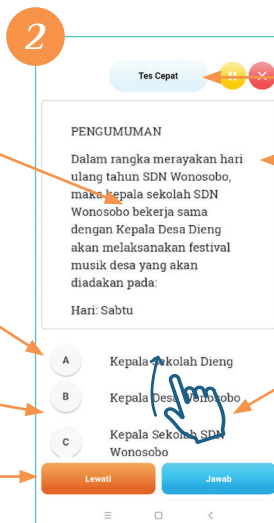 2
Tes Cepat
PENGUMUMAN
Dalam rangka merayakan hari
ulang tahun SDN Wonosobo,
maka kepala sekolah SDN
Wonosobo bekerja sama
dengan Kepala Desa Dieng
akan melaksanakan festival
musik desa yang akan
diadakan pada:
Hari: Sabtu
A Kepala Sekolah Dieng
B Kepala Desa Wonosobo
C Kepala Sekolah SDN
Wonosobo
Lewati Jawab